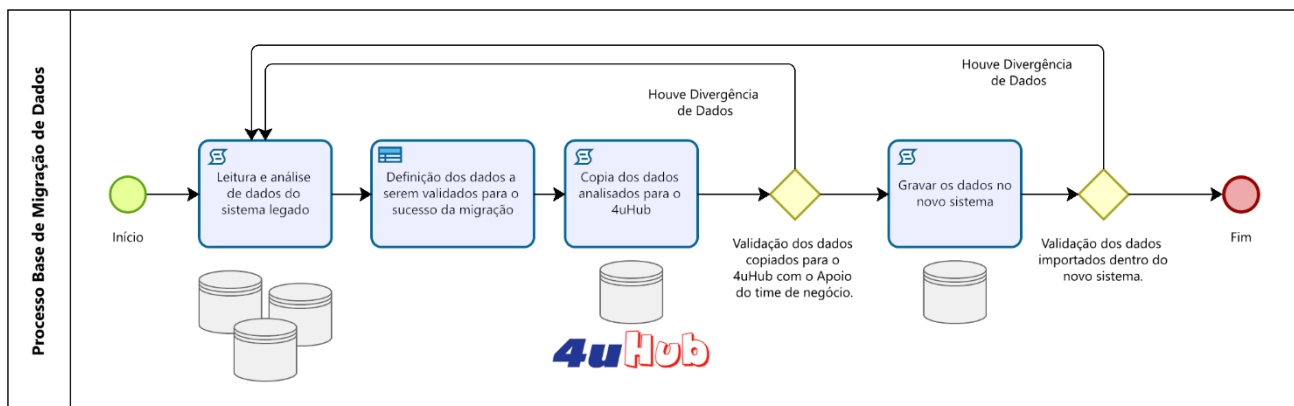 Processo Base de Migração de Dados
Houve Divergência
de Dados
Houve Divergência
de Dados
Leitura e análise
de dados do
sistema legado
Definição dos dados a
serem validados para o
sucesso da migração
Copia dos dados
analisados para o
4uHub
Gravar os dados no
novo sistema
Início
Validação dos dados
copiados para o
4uHub com o Apoio
do time de negócio.
Validação dos dados
importados dentro do
novo sistema.
Fim
4uHub